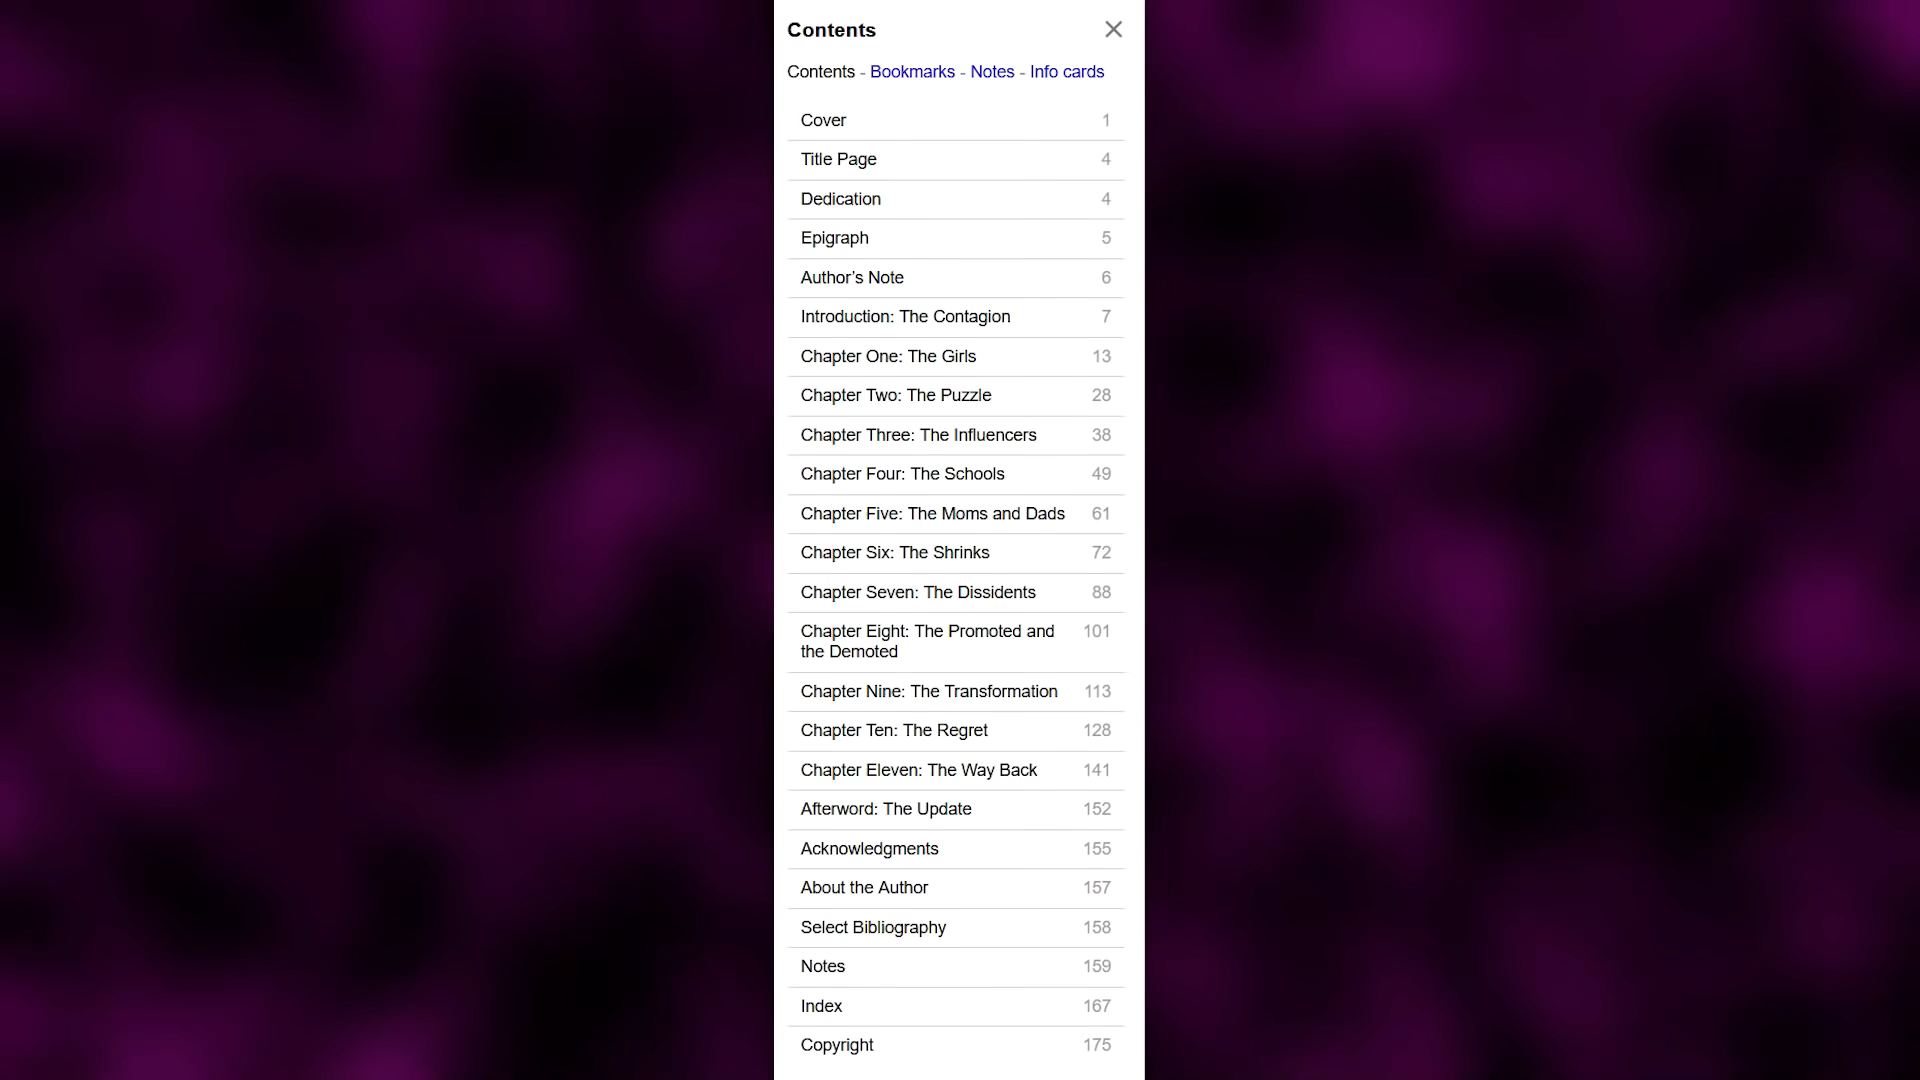 Contents
Contents - Bookmarks - Notes - Info cards
Cover 1
Title Page 4
Dedication 4
Epigraph 5
Author’s Note 6
Introduction: The Contagion 7
Chapter One: The Girls 13
Chapter Two: The Puzzle 28
Chapter Three: The Influencers 38
Chapter Four: The Schools 49
Chapter Five: The Moms and Dads 61
Chapter Six: The Shrinks 72
Chapter Seven: The Dissidents 88
Chapter Eight: The Promoted and 101
the Demoted
Chapter Nine: The Transformation 113
Chapter Ten: The Regret 128
Chapter Eleven: The Way Back 141
Afterword: The Update 152
Acknowledgments 155
About the Author 157
Select Bibliography 158
Notes 159
Index 167
Copyright 175